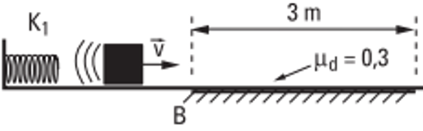 3 m
K₁
v⃗
μd = 0,3
B